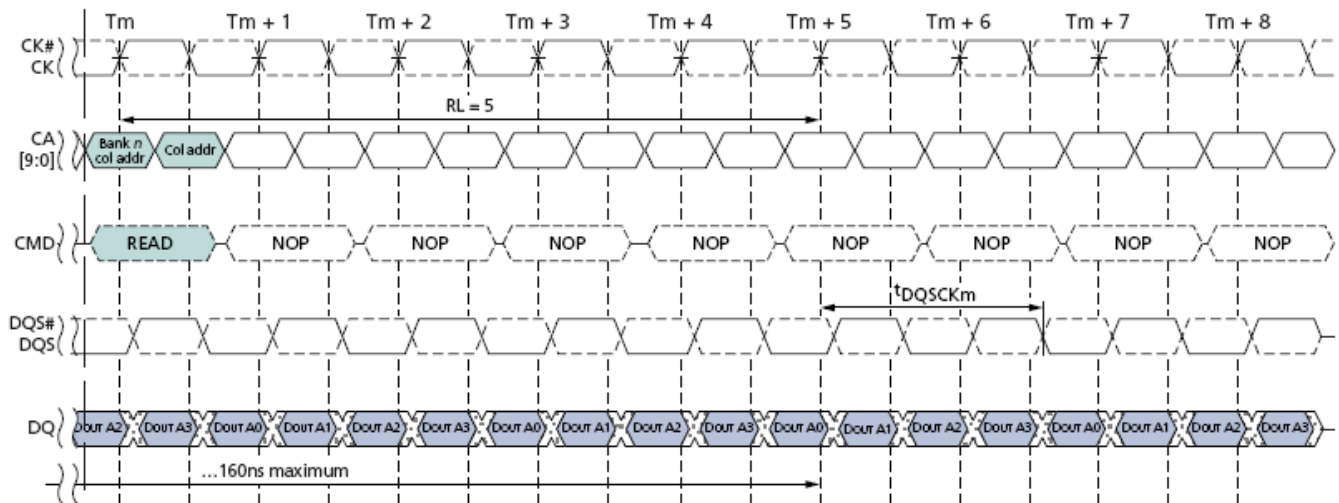 Tm Tm + 1 Tm + 2 Tm + 3 Tm + 4 Tm + 5 Tm + 6 Tm + 7 Tm + 8
CK#
CK
RL = 5
CA
[9:0]
Bank n
col addr
Col addr
CMD READ NOP NOP NOP NOP NOP NOP NOP NOP
tDQSCKm
DQS#
DQS
DQ DOUT A2 DOUT A3 DOUT A0 DOUT A1 DOUT A2 DOUT A3 DOUT A0 DOUT A1 DOUT A2 DOUT A3 DOUT A0 DOUT A1 DOUT A2 DOUT A3 DOUT A0 DOUT A1 DOUT A2 DOUT A3
...160ns maximum